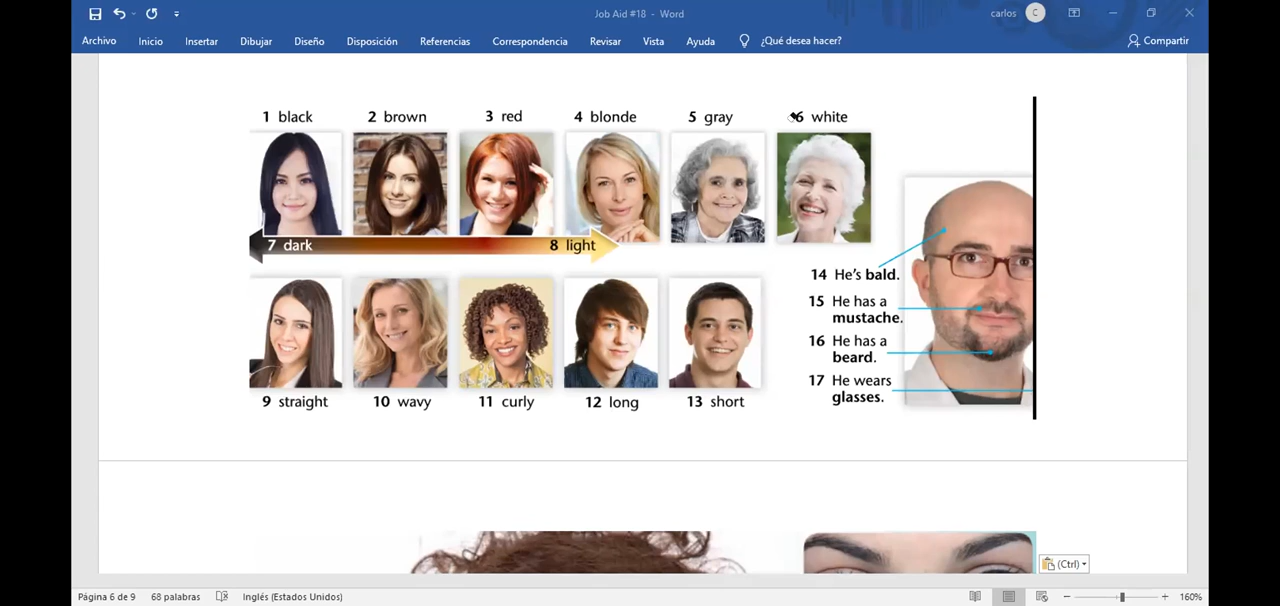 Job Aid #18 - Word
carlos
C
Archivo Inicio Insertar Dibujar Diseño Disposición Referencias Correspondencia Revisar Vista Ayuda ¿Qué desea hacer? Compartir
1 black 2 brown 3 red 4 blonde 5 gray 6 white
7 dark 8 light
14 He's bald.
15 He has a
mustache.
16 He has a
beard.
17 He wears
glasses.
9 straight 10 wavy 11 curly 12 long 13 short
(Ctrl)
Página 6 de 9 68 palabras Inglés (Estados Unidos) 160%